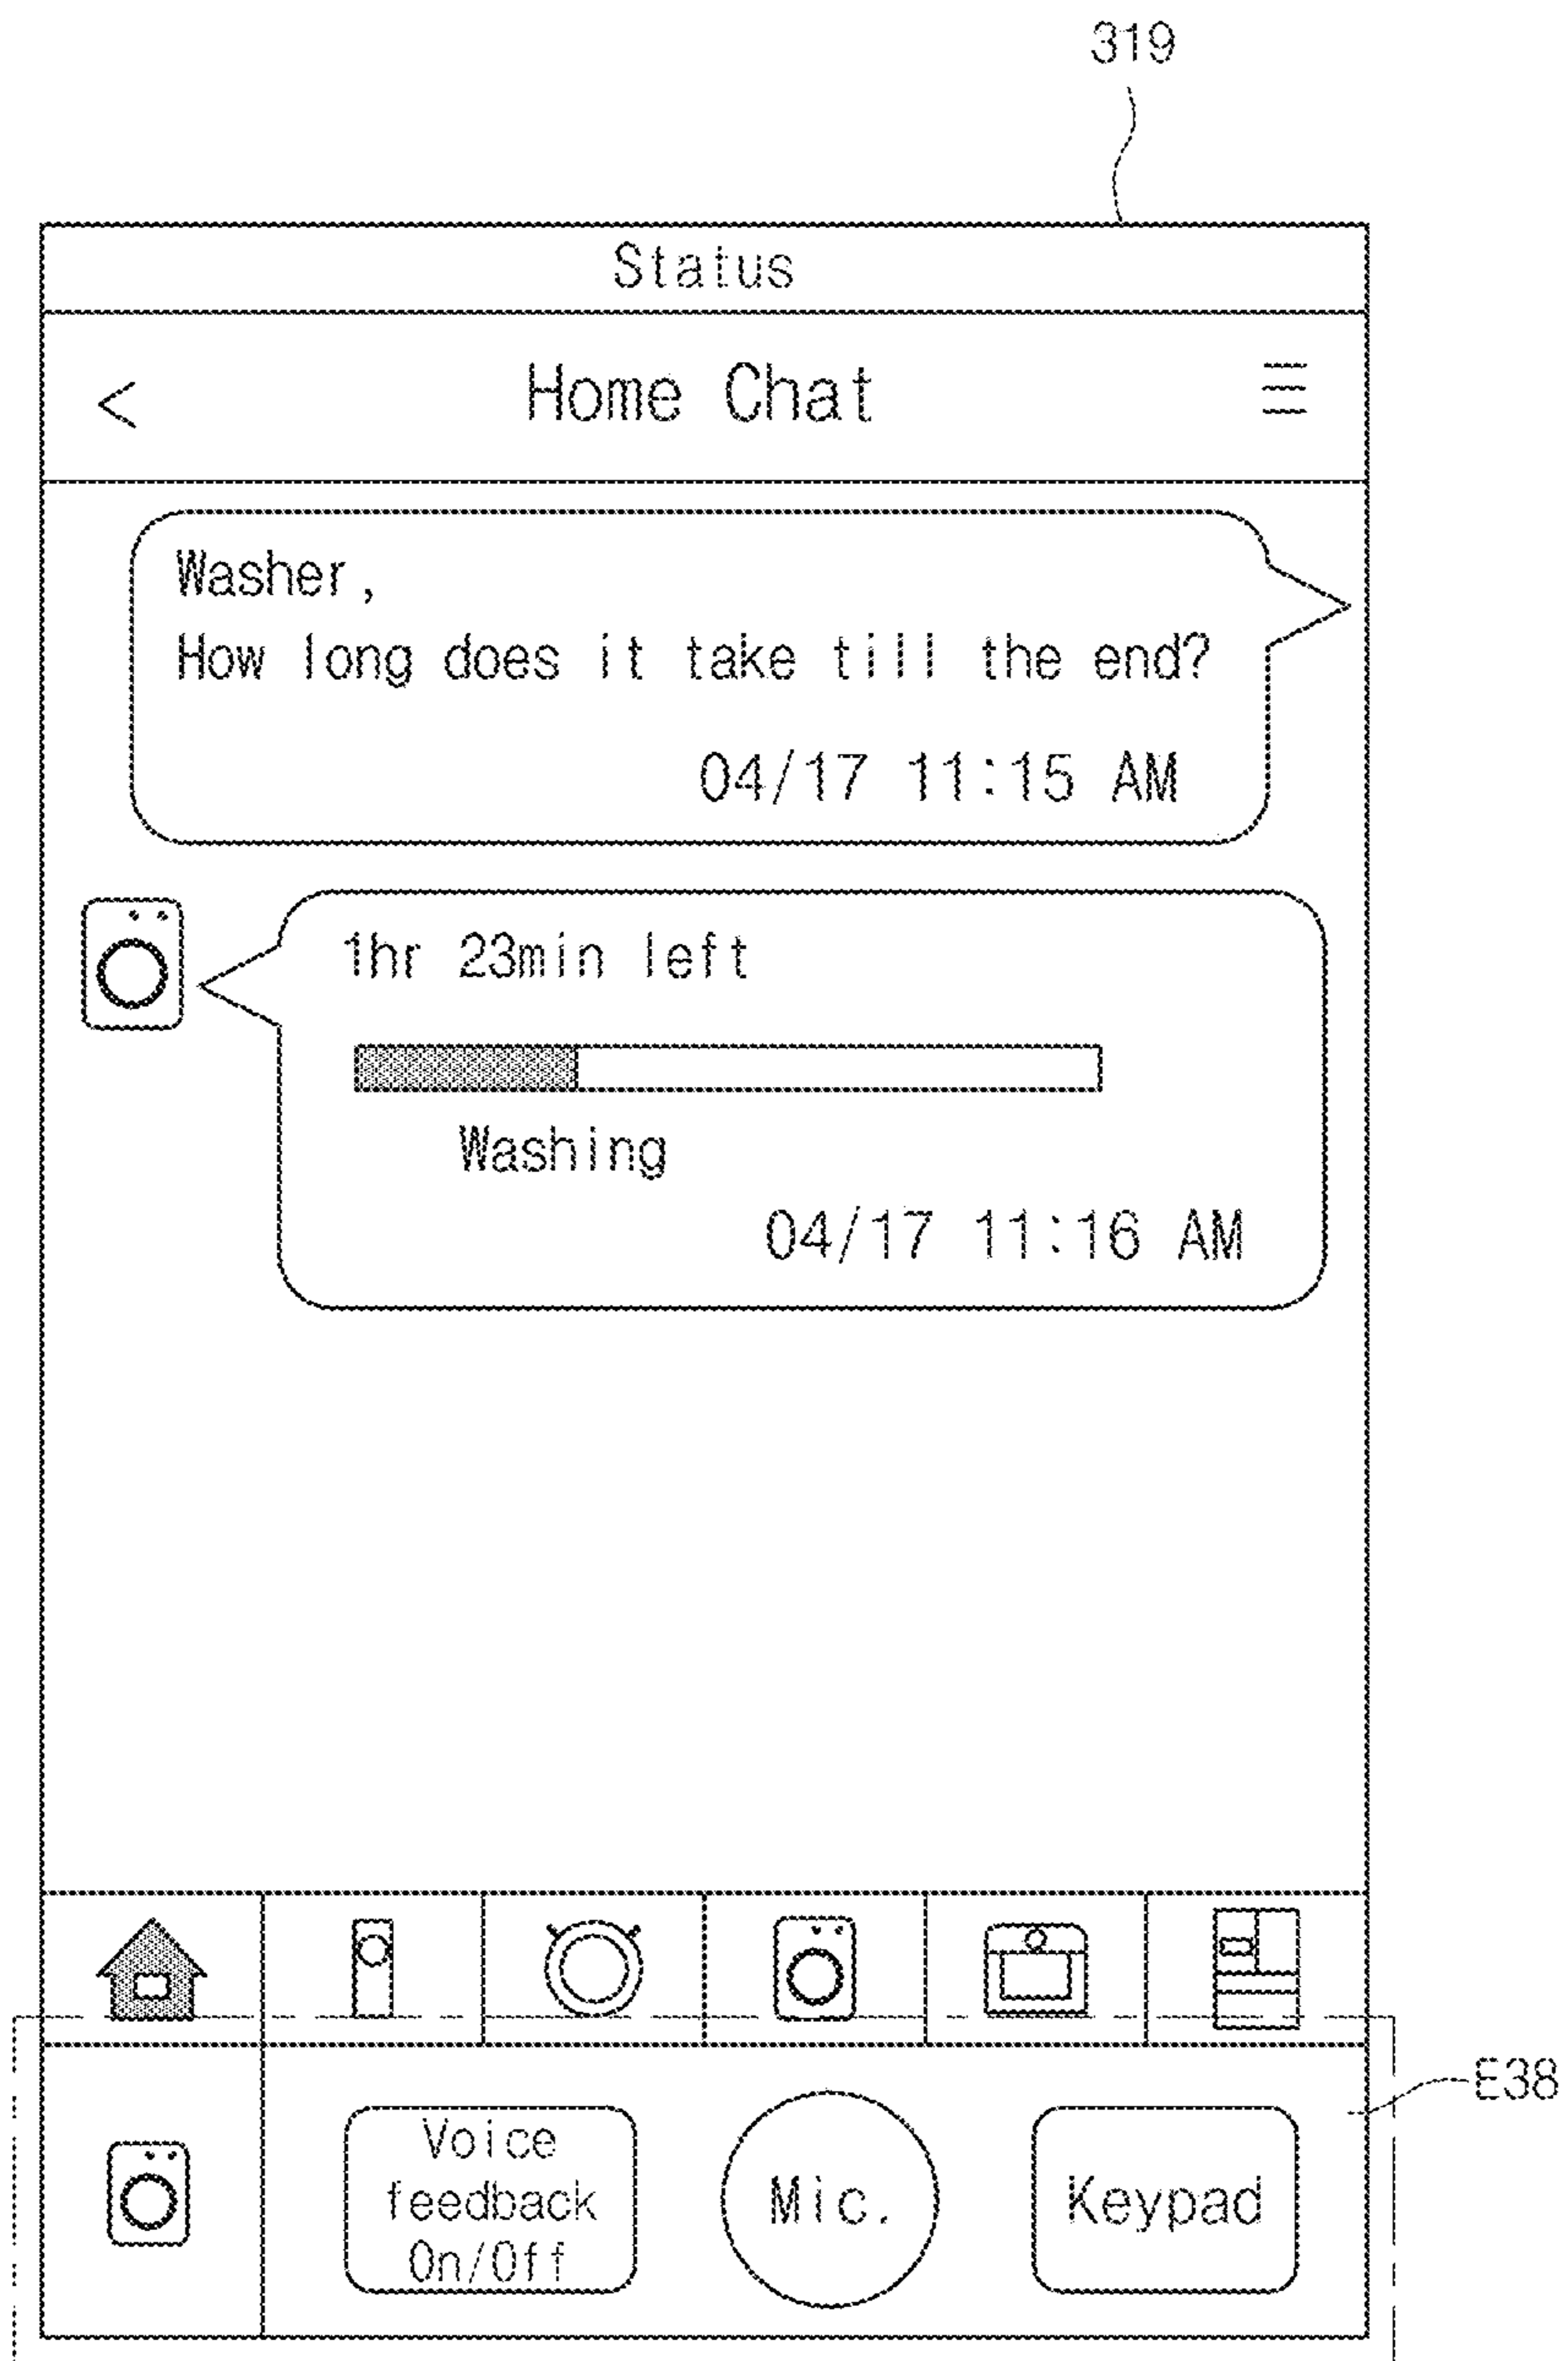 319
Status
< Home Chat
Washer,
How long does it take till the end?
04/17 11:15 AM
1hr 23min left
Washing
04/17 11:16 AM
E38
Voice
feedback
On/Off
Mic.
Keypad